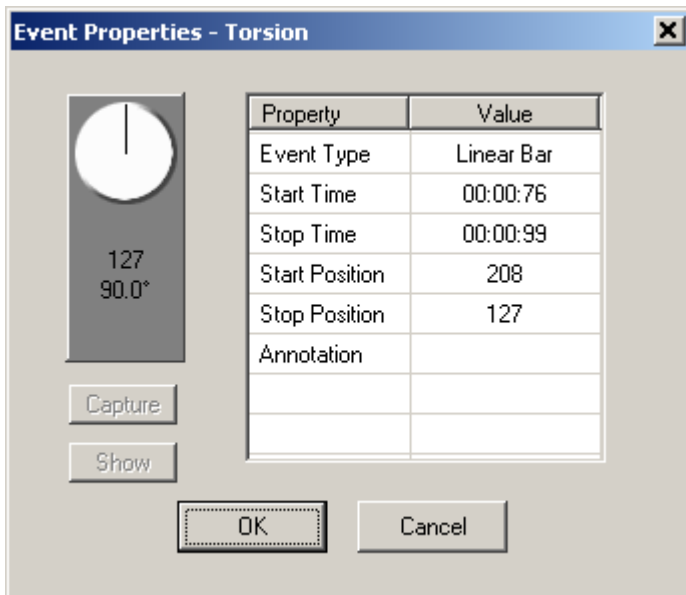 Event Properties - Torsion
127
90.0°
Capture
Show
Property Value
Event Type Linear Bar
Start Time 00:00:76
Stop Time 00:00:99
Start Position 208
Stop Position 127
Annotation
OK Cancel